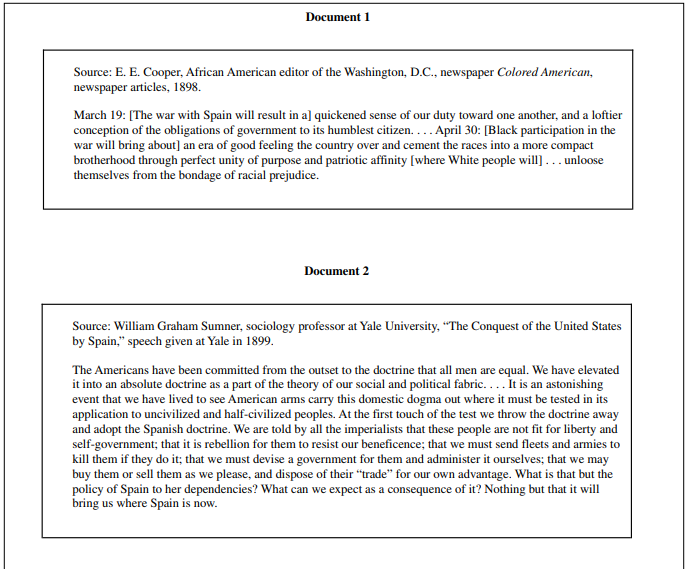 Document 1
Source: E. E. Cooper, African American editor of the Washington, D.C., newspaper Colored American,
newspaper articles, 1898.
March 19: [The war with Spain will result in a] quickened sense of our duty toward one another, and a loftier
conception of the obligations of government to its humblest citizen. . . . April 30: [Black participation in the
war will bring about] an era of good feeling the country over and cement the races into a more compact
brotherhood through perfect unity of purpose and patriotic affinity [where White people will] . . . unloose
themselves from the bondage of racial prejudice.
Document 2
Source: William Graham Sumner, sociology professor at Yale University, “The Conquest of the United States
by Spain,” speech given at Yale in 1899.
The Americans have been committed from the outset to the doctrine that all men are equal. We have elevated
it into an absolute doctrine as a part of the theory of our social and political fabric. . . . It is an astonishing
event that we have lived to see American arms carry this domestic dogma out where it must be tested in its
application to uncivilized and half-civilized peoples. At the first touch of the test we throw the doctrine away
and adopt the Spanish doctrine. We are told by all the imperialists that these people are not fit for liberty and
self-government; that it is rebellion for them to resist our beneficence; that we must send fleets and armies to
kill them if they do it; that we must devise a government for them and administer it ourselves; that we may
buy them or sell them as we please, and dispose of their “trade” for our own advantage. What is that but the
policy of Spain to her dependencies? What can we expect as a consequence of it? Nothing but that it will
bring us where Spain is now.